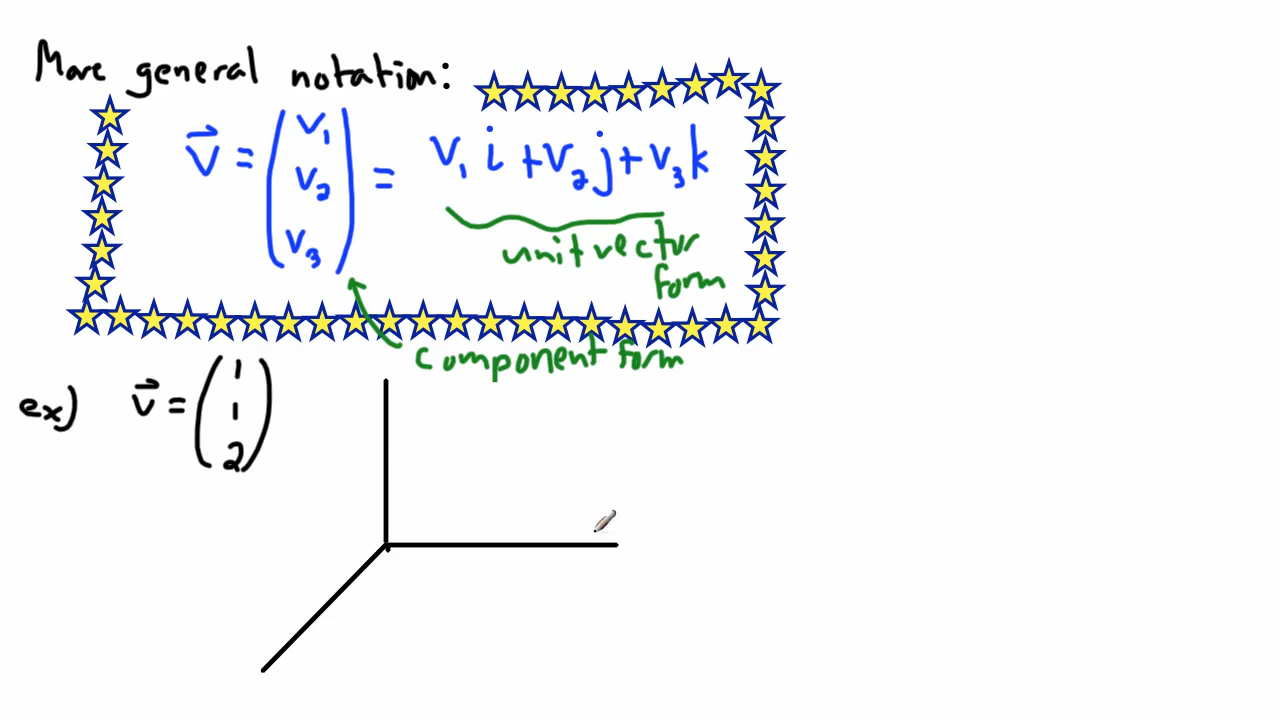 More general notation:
v⃗ = (v₁ v₂ v₃) = v₁ i + v₂ j + v₃ k
unit vector
form
component form
ex) v⃗ = (1 1 2)